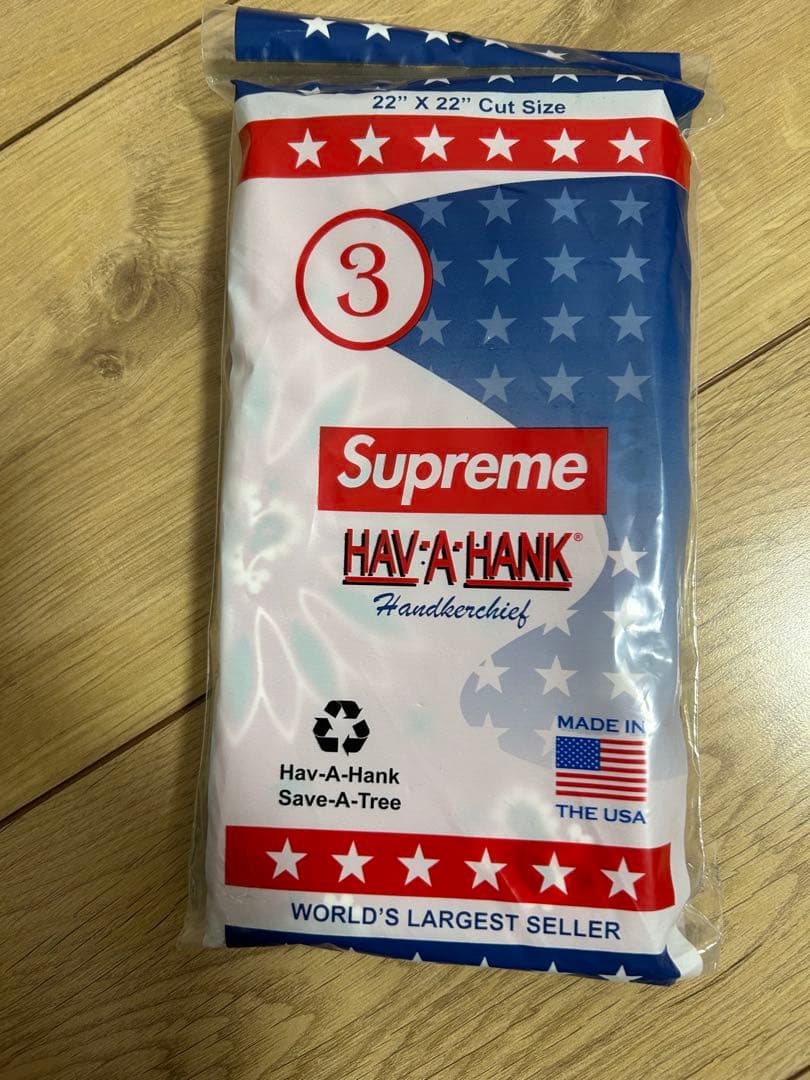 22” X 22” Cut Size
3
Supreme
HAV·A·HANK®
Handkerchief
Hav-A-Hank
Save-A-Tree
MADE IN
THE USA
WORLD’S LARGEST SELLER